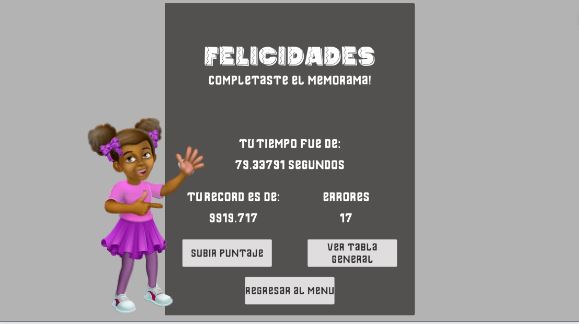 FELICIDADES
COMPLETASTE EL MEMORAMA!
TU TIEMPO FUE DE:
79.33791 SEGUNDOS
TU RECORD ES DE:
ERRORES
9919.717
17
SUBIR PUNTAJE
VER TABLA
GENERAL
REGRESAR AL MENU